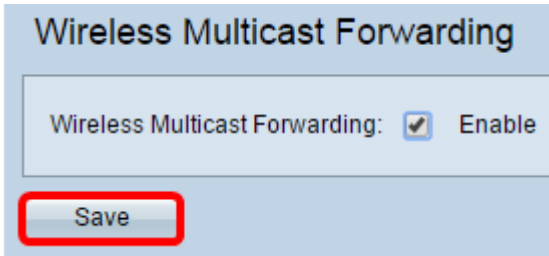 Wireless Multicast Forwarding
Wireless Multicast Forwarding: Enable
Save